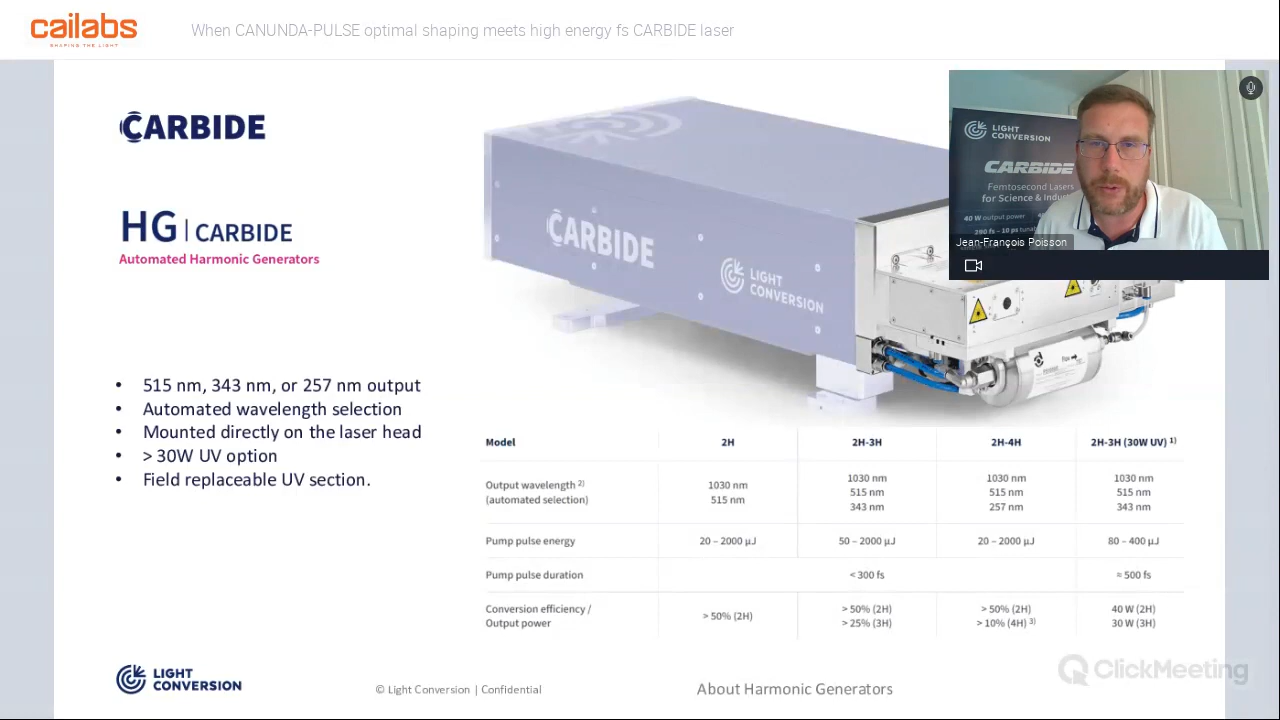 cailabs
SHAPING THE LIGHT
When CANUNDA-PULSE optimal shaping meets high energy fs CARBIDE laser
CARBIDE
HG | CARBIDE
Automated Harmonic Generators
CARBIDE
LIGHT
CONVERSION
LIGHT
CONVERSION
CARBIDE
Femtosecond Lasers
for Science & Indu
40 W output power
290 fs – 10 ps tuna
Jean-François Poisson
• 515 nm, 343 nm, or 257 nm output
• Automated wavelength selection
• Mounted directly on the laser head
• > 30W UV option
• Field replaceable UV section.
Model 2H 2H-3H 2H-4H 2H-3H (30W UV) 1)
Output wavelength 2)
(automated selection)
1030 nm
515 nm
1030 nm
515 nm
343 nm
1030 nm
515 nm
257 nm
1030 nm
515 nm
343 nm
Pump pulse energy 20 – 2000 µJ 50 – 2000 µJ 20 – 2000 µJ 80 – 400 µJ
Pump pulse duration < 300 fs ≈ 500 fs
Conversion efficiency /
Output power
> 50% (2H)
> 50% (2H)
> 25% (3H)
> 50% (2H)
> 10% (4H) 3)
40 W (2H)
30 W (3H)
LIGHT
CONVERSION
© Light Conversion | Confidential
About Harmonic Generators
ClickMeeting